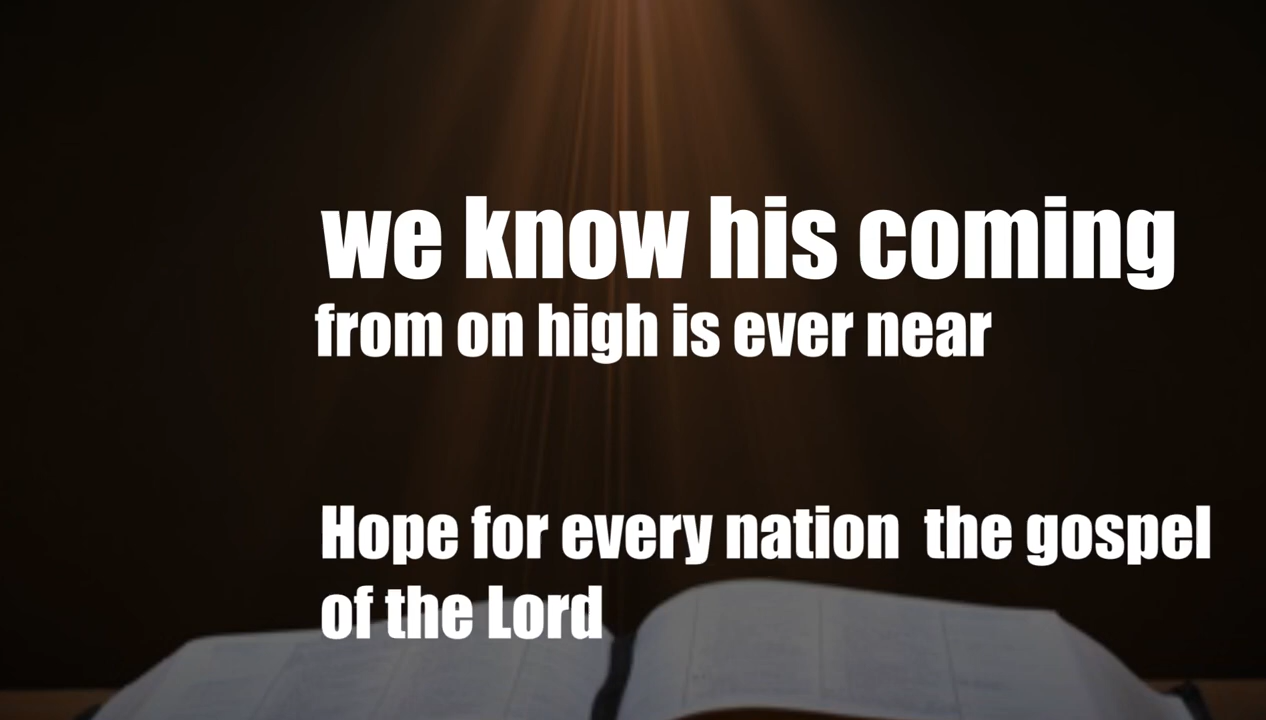 we know his coming
from on high is ever near
Hope for every nation  the gospel
of the Lord